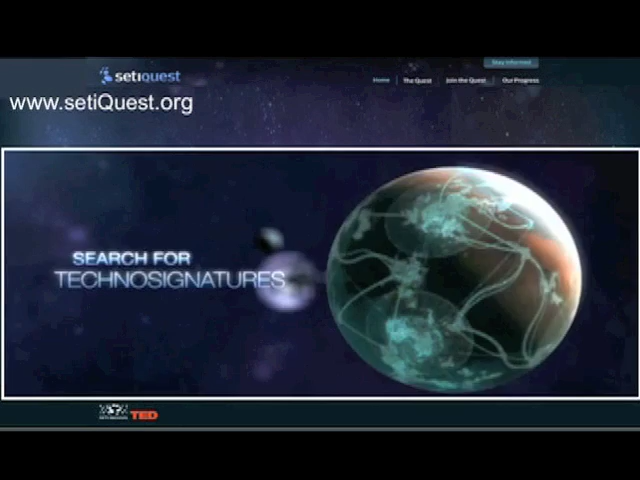 Stay Informed
setiquest
Home The Quest Join the Quest Our Progress
www.setiQuest.org
SEARCH FOR
TECHNOSIGNATURES
TED